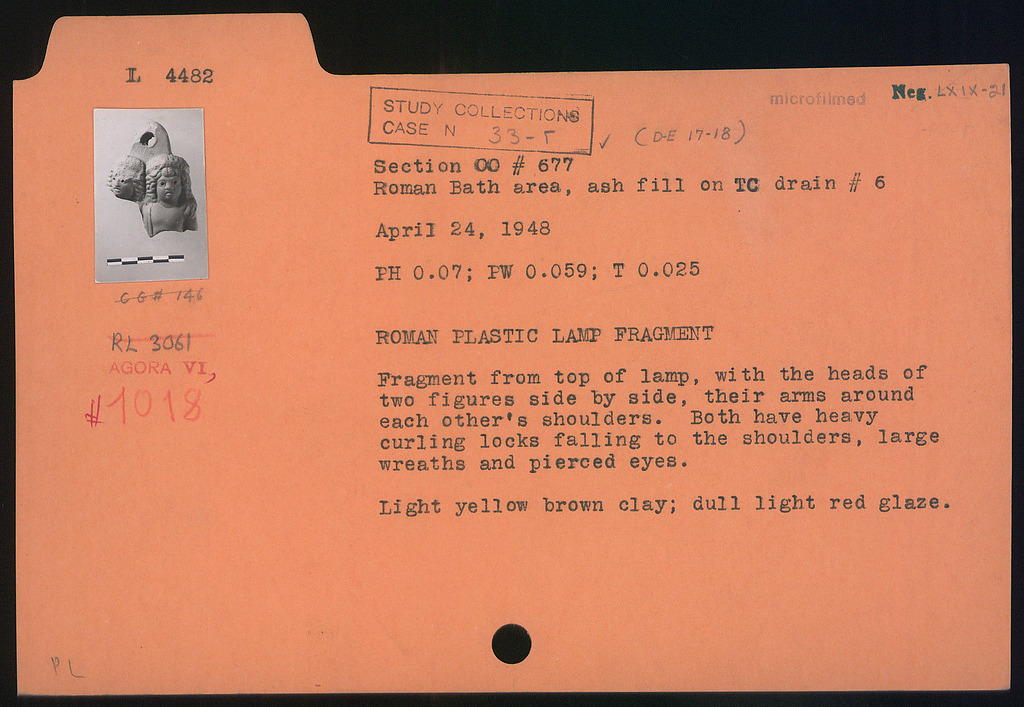 L 4482
microfilmed
Neg. LXIX-21
STUDY COLLECTIONS
CASE N 33-5
✓ (D-E 17-18)
Section OO # 677
Roman Bath area, ash fill on TC drain # 6
April 24, 1948
PH 0.07; PW 0.059; T 0.025
GG# 146
RL 3061
AGORA VI,
#1018
ROMAN PLASTIC LAMP FRAGMENT
Fragment from top of lamp, with the heads of
two figures side by side, their arms around
each other's shoulders. Both have heavy
curling locks falling to the shoulders, large
wreaths and pierced eyes.
Light yellow brown clay; dull light red glaze.
PL